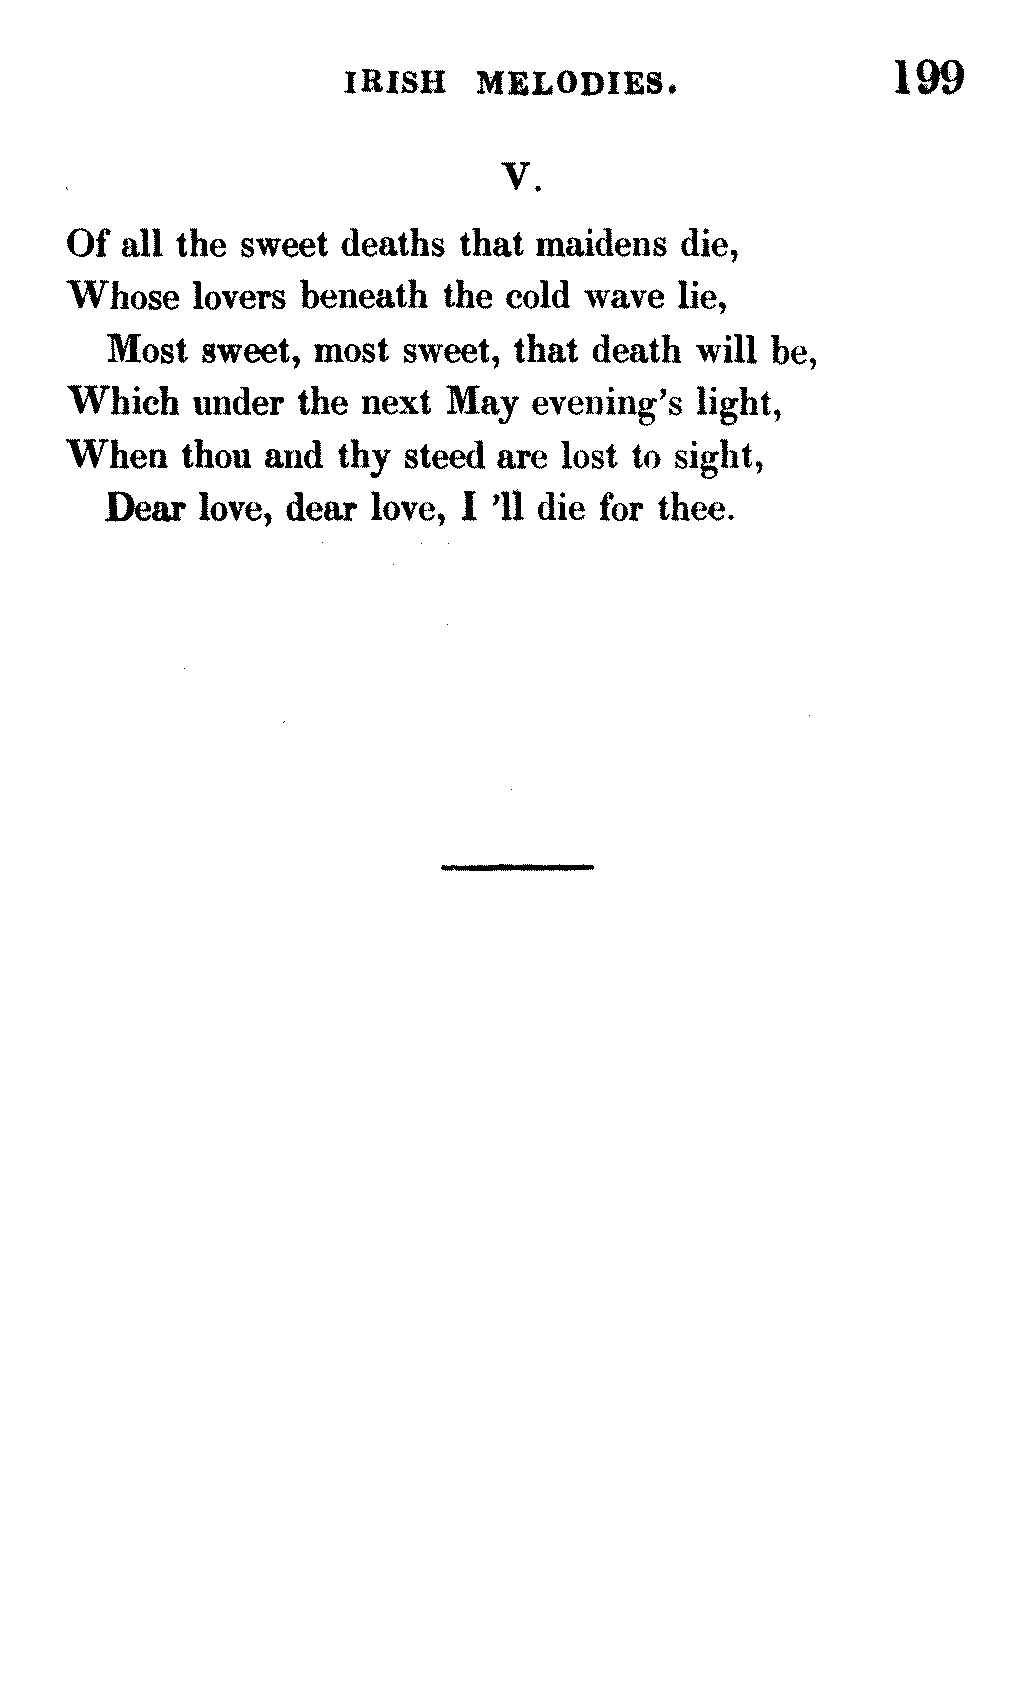 IRISH MELODIES. 199
V.
Of all the sweet deaths that maidens die,
Whose lovers beneath the cold wave lie,
Most sweet, most sweet, that death will be,
Which under the next May evening's light,
When thou and thy steed are lost to sight,
Dear love, dear love, I 'll die for thee.